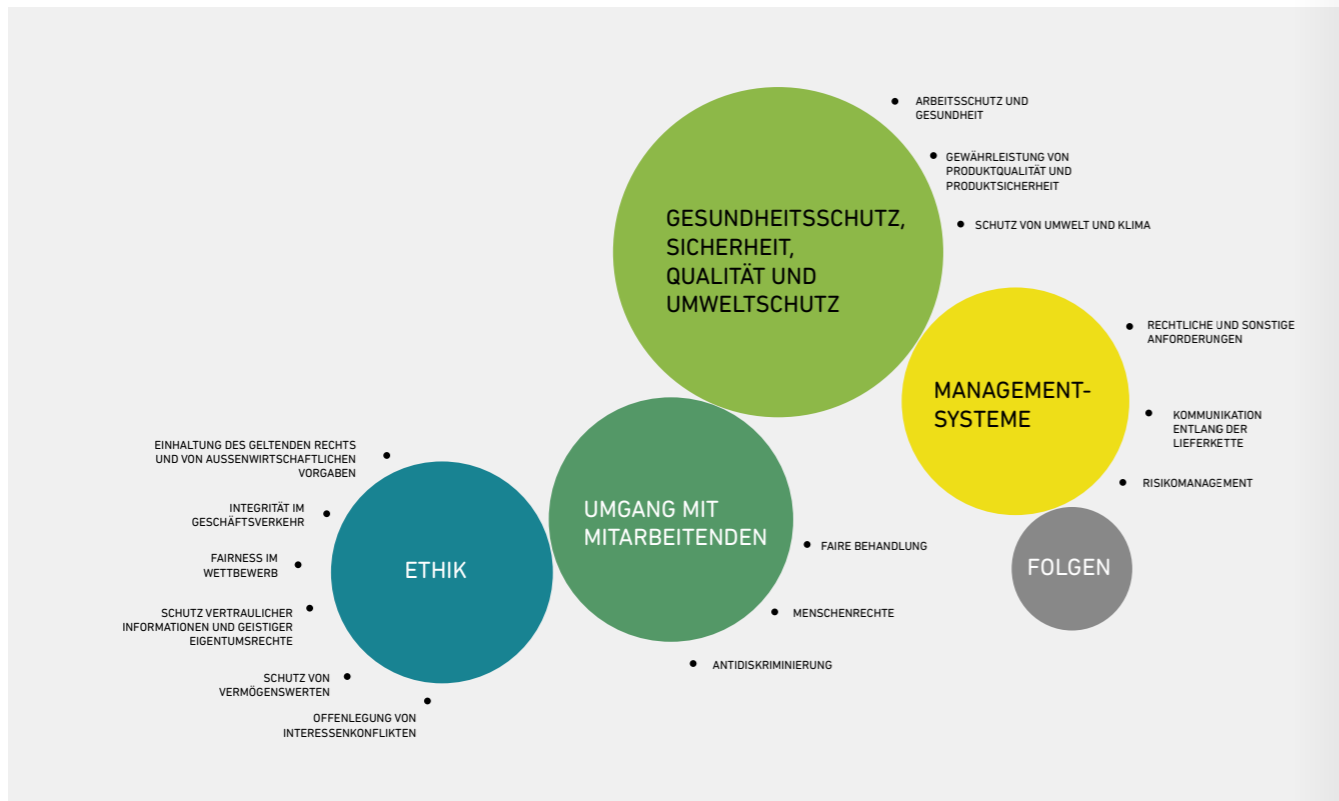 ARBEITSSCHUTZ UND
GESUNDHEIT
GEWÄHRLEISTUNG VON
PRODUKTQUALITÄT UND
PRODUKTSICHERHEIT
SCHUTZ VON UMWELT UND KLIMA
GESUNDHEITSSCHUTZ,
SICHERHEIT,
QUALITÄT UND
UMWELTSCHUTZ
RECHTLICHE UND SONSTIGE
ANFORDERUNGEN
MANAGEMENT-
SYSTEME
KOMMUNIKATION
ENTLANG DER
LIEFERKETTE
RISIKOMANAGEMENT
EINHALTUNG DES GELTENDEN RECHTS
UND VON AUSSENWIRTSCHAFTLICHEN
VORGABEN
INTEGRITÄT IM
GESCHÄFTSVERKEHR
FAIRNESS IM
WETTBEWERB
SCHUTZ VERTRAULICHER
INFORMATIONEN UND GEISTIGER
EIGENTUMSRECHTE
SCHUTZ VON
VERMÖGENSWERTEN
OFFENLEGUNG VON
INTERESSENKONFLIKTEN
ETHIK
UMGANG MIT
MITARBEITENDEN
FAIRE BEHANDLUNG
MENSCHENRECHTE
ANTIDISKRIMINIERUNG
FOLGEN